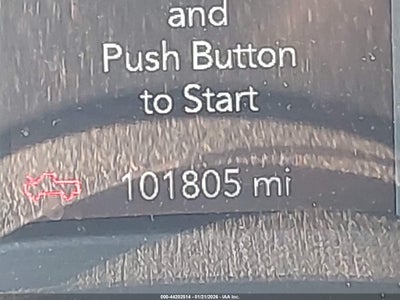 and
Push Button
to Start
101805 mi
000-44202514 - 01/21/2026 - IAA Inc.